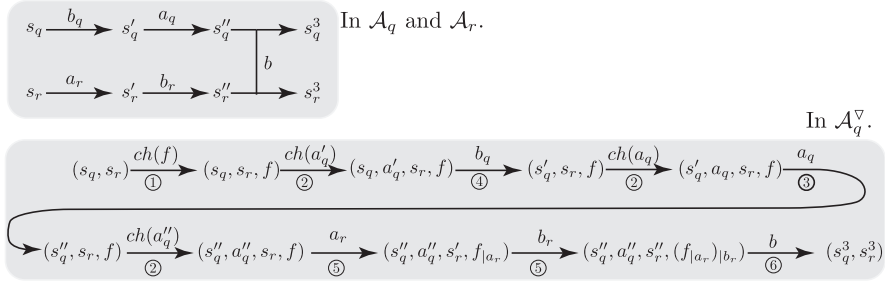 s_q b_q s'_q a_q s''_q s^3_q In 𝒜_q and 𝒜_r.
b
s_r a_r s'_r b_r s''_r s^3_r
In 𝒜_q^▽.
(s_q, s_r) ch(f) ① (s_q, s_r, f) ch(a'_q) ② (s_q, a'_q, s_r, f) b_q ④ (s'_q, s_r, f) ch(a_q) ② (s'_q, a_q, s_r, f) a_q ③
(s''_q, s_r, f) ch(a''_q) ② (s''_q, a''_q, s_r, f) a_r ⑤ (s''_q, a''_q, s'_r, f_{|a_r}) b_r ⑤ (s''_q, a''_q, s''_r, (f_{|a_r})_{|b_r}) b ⑥ (s^3_q, s^3_r)